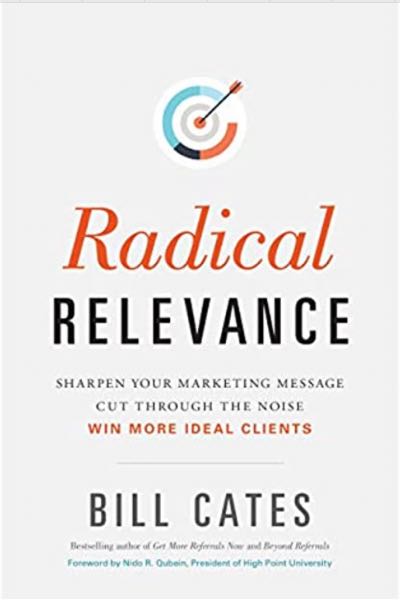 Radical
RELEVANCE
SHARPEN YOUR MARKETING MESSAGE
CUT THROUGH THE NOISE
WIN MORE IDEAL CLIENTS
BILL CATES
Bestselling author of Get More Referrals Now and Beyond Referrals
Foreword by Nido R. Qubein, President of High Point University